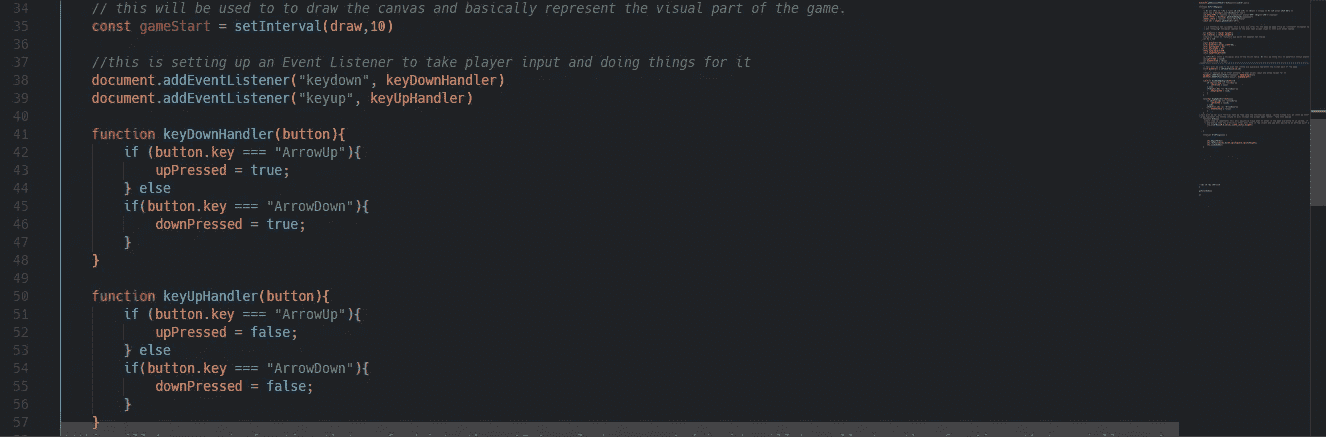 34 // this will be used to to draw the canvas and basically represent the visual part of the game.
35 const gameStart = setInterval(draw,10)
36
37 //this is setting up an Event Listener to take player input and doing things for it
38 document.addEventListener("keydown", keyDownHandler)
39 document.addEventListener("keyup", keyUpHandler)
40
41 function keyDownHandler(button){
42 if (button.key === "ArrowUp"){
43 upPressed = true;
44 } else
45 if(button.key === "ArrowDown"){
46 downPressed = true;
47 }
48 }
49
50 function keyUpHandler(button){
51 if (button.key === "ArrowUp"){
52 upPressed = false;
53 } else
54 if(button.key === "ArrowDown"){
55 downPressed = false;
56 }
57 }